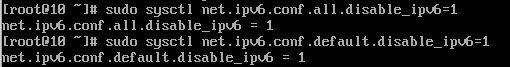 [root@10 ~]# sudo sysctl net.ipv6.conf.all.disable_ipv6=1
net.ipv6.conf.all.disable_ipv6 = 1
[root@10 ~]# sudo sysctl net.ipv6.conf.default.disable_ipv6=1
net.ipv6.conf.default.disable_ipv6 = 1